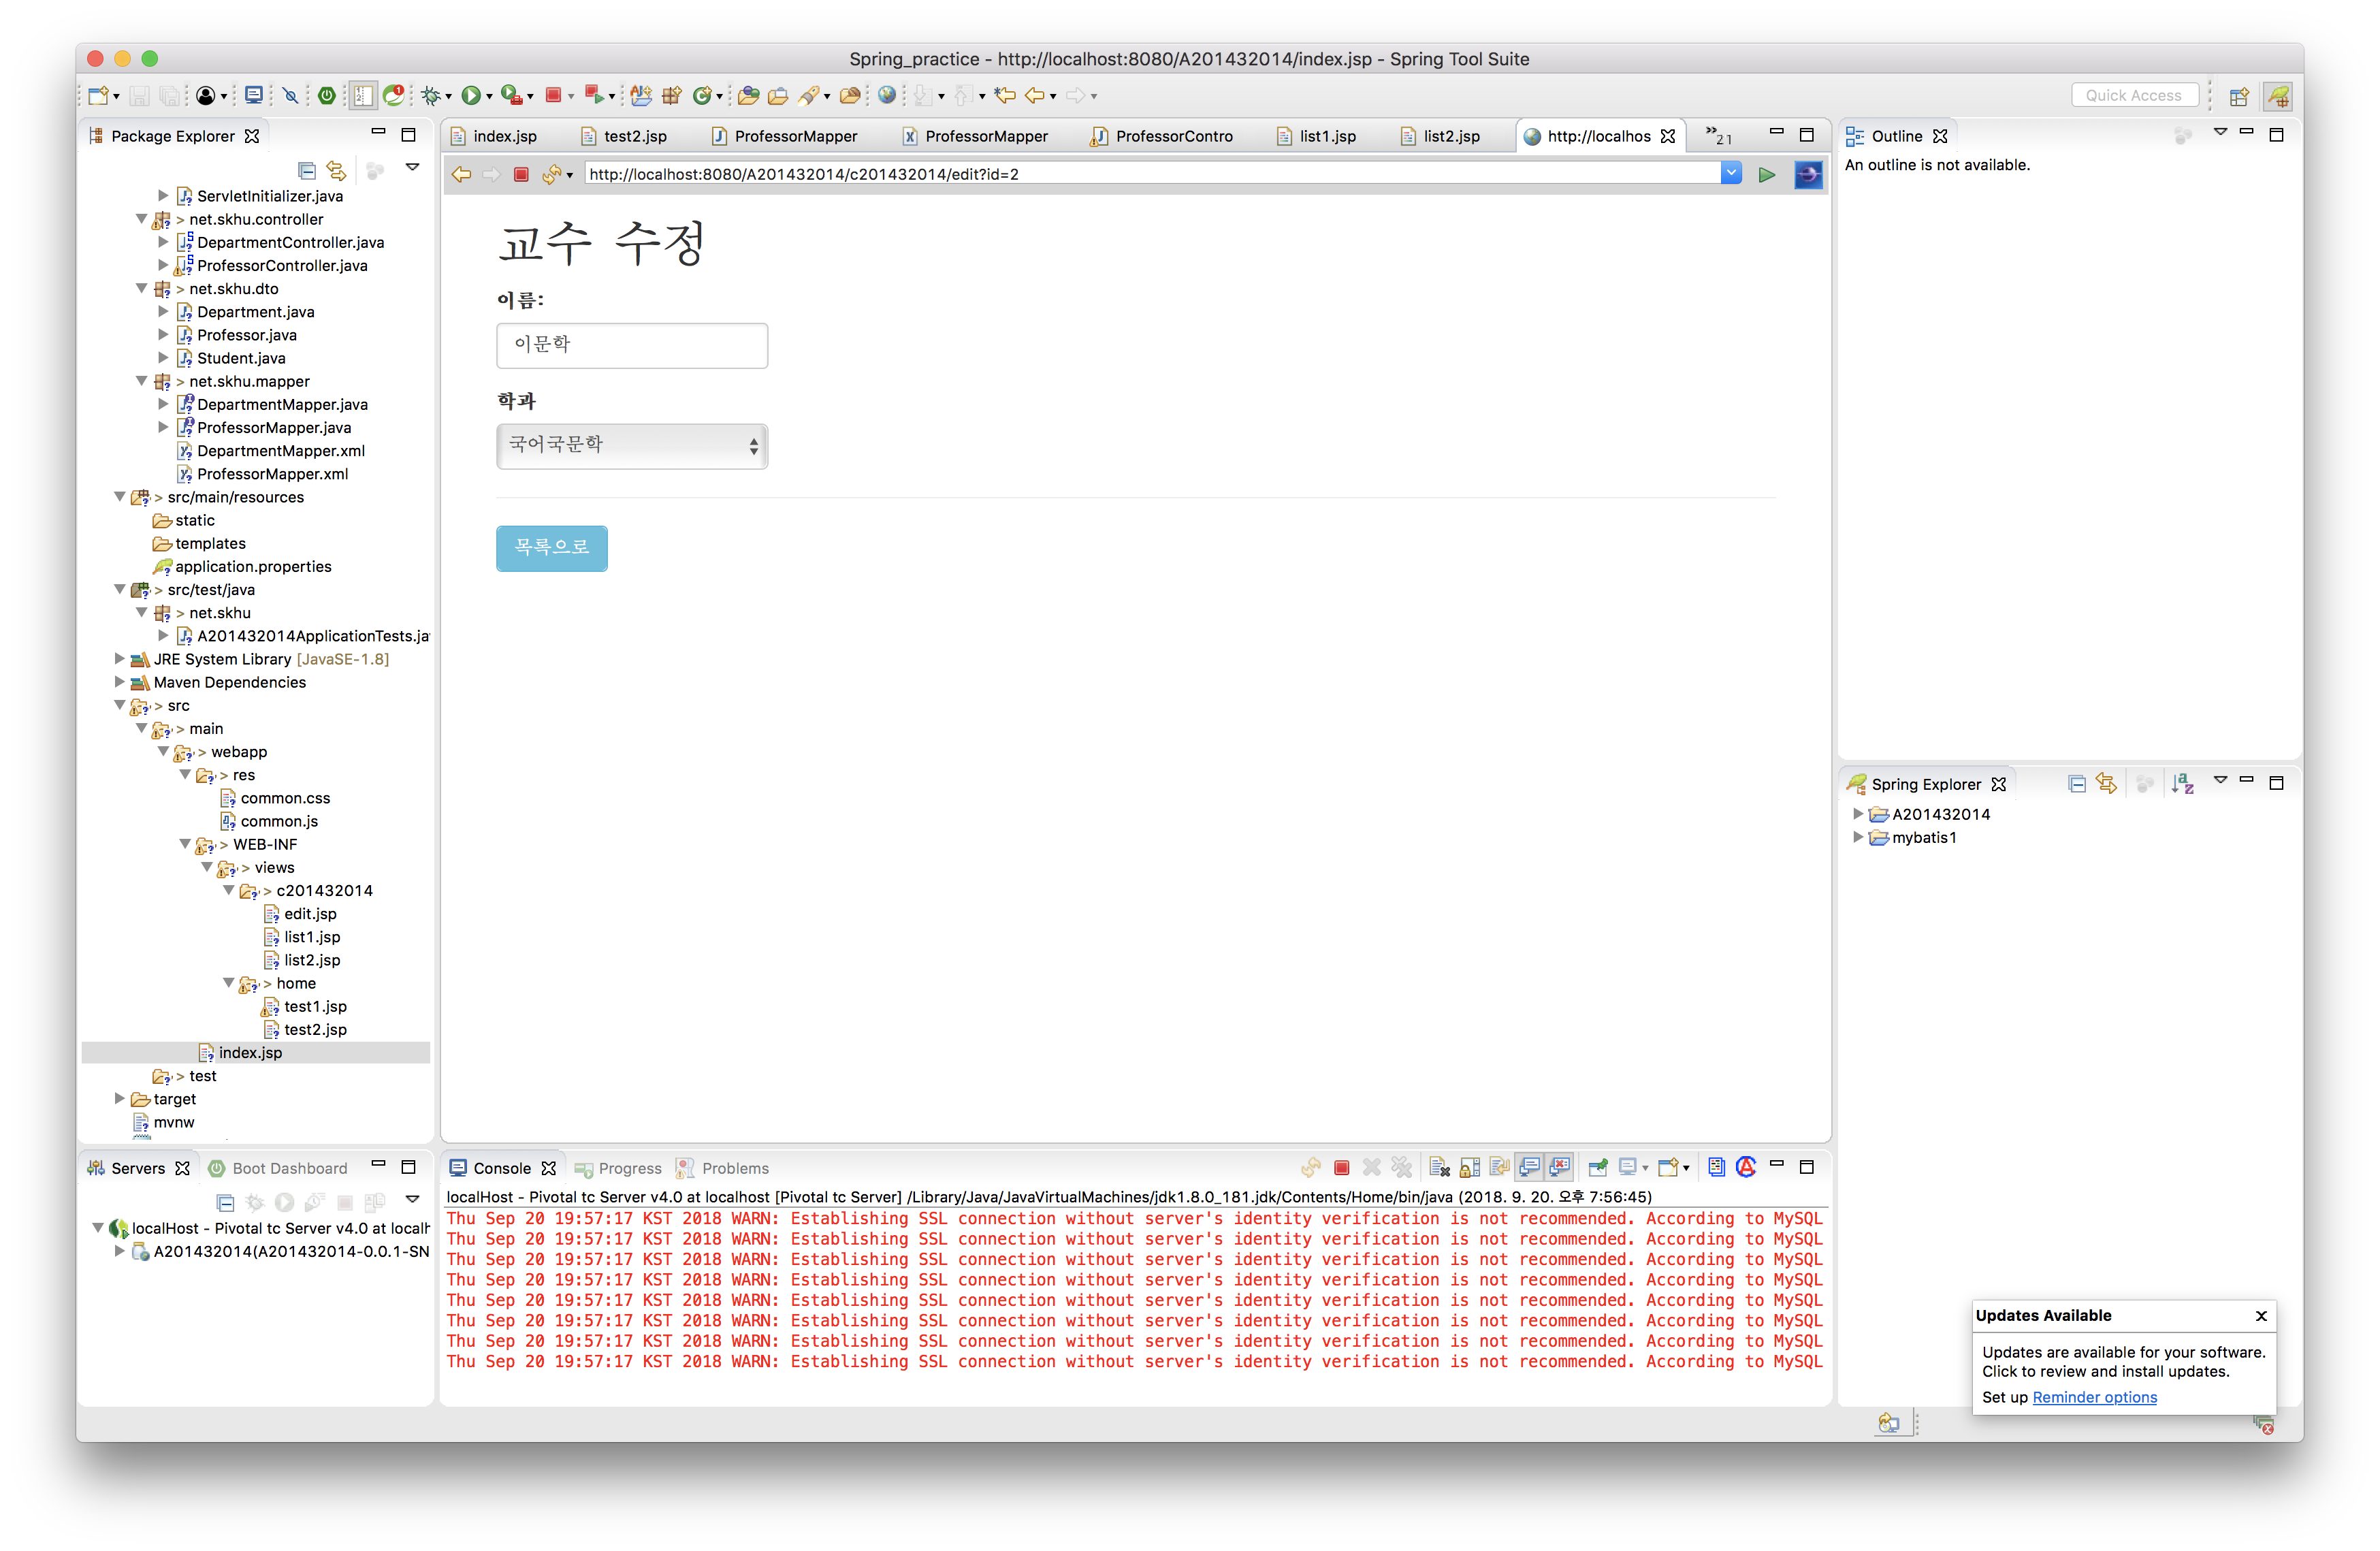 Spring_practice - http://localhost:8080/A201432014/index.jsp - Spring Tool Suite
Quick Access
Package Explorer
ServletInitializer.java
> net.skhu.controller
DepartmentController.java
ProfessorController.java
> net.skhu.dto
Department.java
Professor.java
Student.java
> net.skhu.mapper
DepartmentMapper.java
ProfessorMapper.java
DepartmentMapper.xml
ProfessorMapper.xml
> src/main/resources
static
templates
application.properties
> src/test/java
> net.skhu
A201432014ApplicationTests.ja
JRE System Library [JavaSE-1.8]
Maven Dependencies
> src
> main
> webapp
> res
common.css
common.js
> WEB-INF
> views
> c201432014
edit.jsp
list1.jsp
list2.jsp
> home
test1.jsp
test2.jsp
index.jsp
> test
target
mvnw
index.jsp test2.jsp ProfessorMapper ProfessorMapper ProfessorContro list1.jsp list2.jsp http://localhos »21
http://localhost:8080/A201432014/c201432014/edit?id=2
교수 수정
이름:
이문학
학과
국어국문학
목록으로
Outline
An outline is not available.
Spring Explorer
A201432014
mybatis1
Servers Boot Dashboard
localHost - Pivotal tc Server v4.0 at localh
A201432014(A201432014-0.0.1-SN
Console Progress Problems
localHost - Pivotal tc Server v4.0 at localhost [Pivotal tc Server] /Library/Java/JavaVirtualMachines/jdk1.8.0_181.jdk/Contents/Home/bin/java (2018. 9. 20. 오후 7:56:45)
Thu Sep 20 19:57:17 KST 2018 WARN: Establishing SSL connection without server's identity verification is not recommended. According to MySQL
Thu Sep 20 19:57:17 KST 2018 WARN: Establishing SSL connection without server's identity verification is not recommended. According to MySQL
Thu Sep 20 19:57:17 KST 2018 WARN: Establishing SSL connection without server's identity verification is not recommended. According to MySQL
Thu Sep 20 19:57:17 KST 2018 WARN: Establishing SSL connection without server's identity verification is not recommended. According to MySQL
Thu Sep 20 19:57:17 KST 2018 WARN: Establishing SSL connection without server's identity verification is not recommended. According to MySQL
Thu Sep 20 19:57:17 KST 2018 WARN: Establishing SSL connection without server's identity verification is not recommended. According to MySQL
Thu Sep 20 19:57:17 KST 2018 WARN: Establishing SSL connection without server's identity verification is not recommended. According to MySQL
Thu Sep 20 19:57:17 KST 2018 WARN: Establishing SSL connection without server's identity verification is not recommended. According to MySQL
Updates Available
Updates are available for your software.
Click to review and install updates.
Set up Reminder options